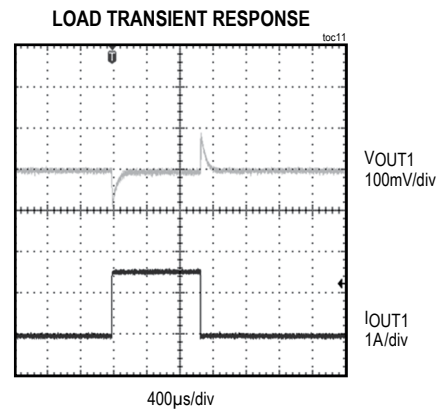 LOAD TRANSIENT RESPONSE
toc11
T
VOUT1
100mV/div
IOUT1
1A/div
400µs/div